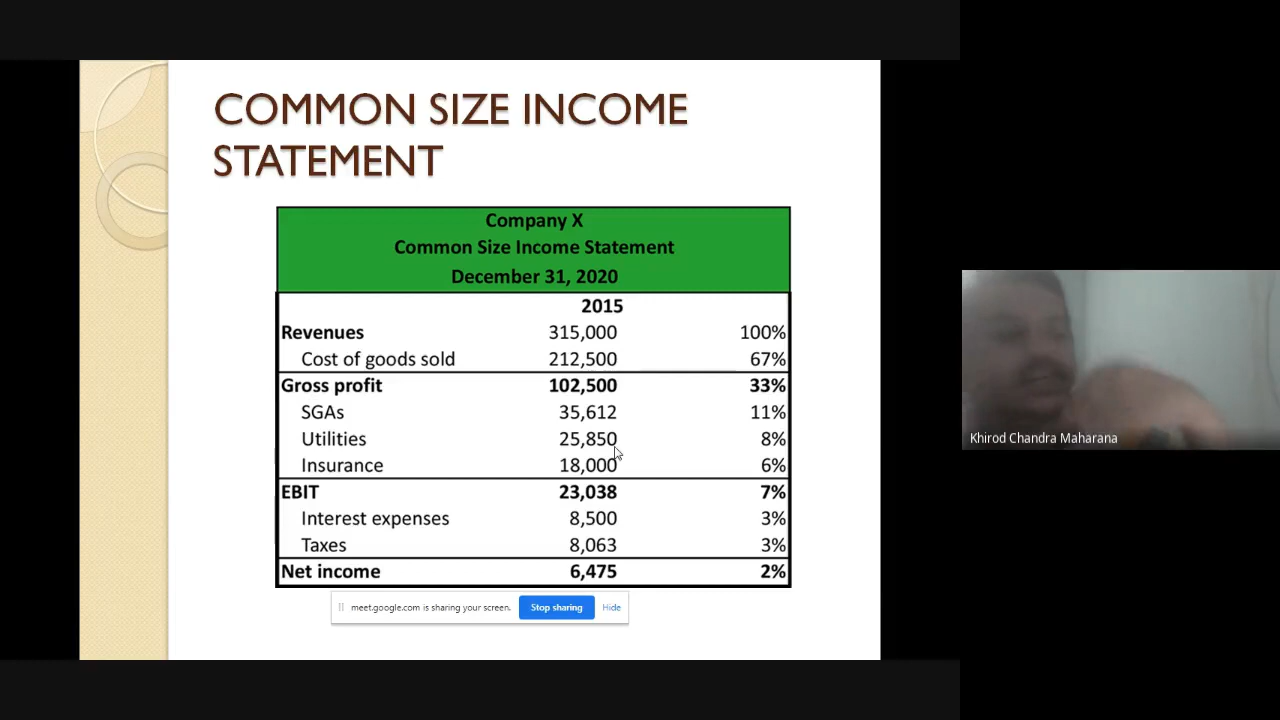 COMMON SIZE INCOME
STATEMENT
Company X
Common Size Income Statement
December 31, 2020
2015
Revenues 315,000 100%
Cost of goods sold 212,500 67%
Gross profit 102,500 33%
SGAs 35,612 11%
Utilities 25,850 8%
Insurance 18,000 6%
EBIT 23,038 7%
Interest expenses 8,500 3%
Taxes 8,063 3%
Net income 6,475 2%
meet.google.com is sharing your screen. Stop sharing Hide
Khirod Chandra Maharana